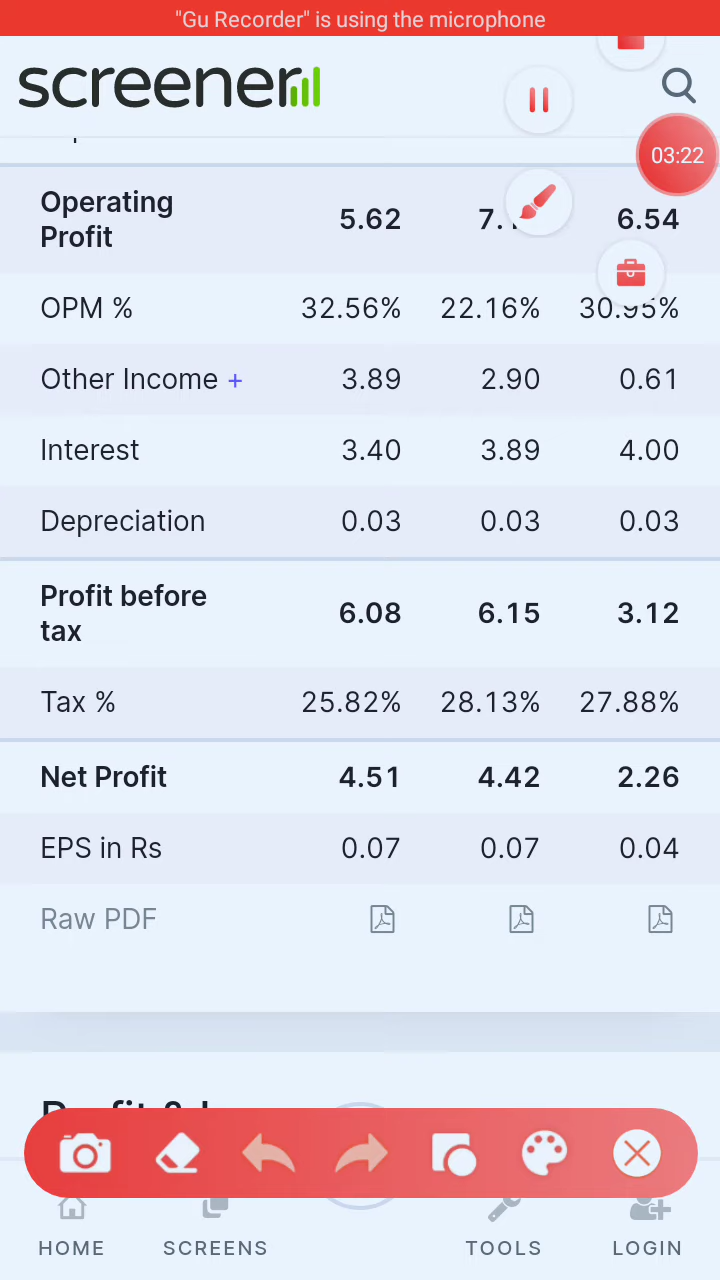 "Gu Recorder" is using the microphone
screener
03:22
Operating Profit 5.62 7. 6.54
OPM % 32.56% 22.16% 30.95%
Other Income + 3.89 2.90 0.61
Interest 3.40 3.89 4.00
Depreciation 0.03 0.03 0.03
Profit before tax 6.08 6.15 3.12
Tax % 25.82% 28.13% 27.88%
Net Profit 4.51 4.42 2.26
EPS in Rs 0.07 0.07 0.04
Raw PDF
HOME SCREENS TOOLS LOGIN